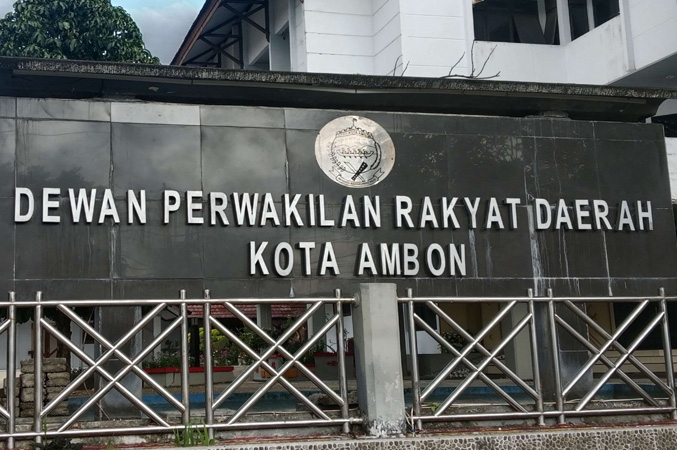 DEWAN PERWAKILAN RAKYAT DAERAH
KOTA AMBON